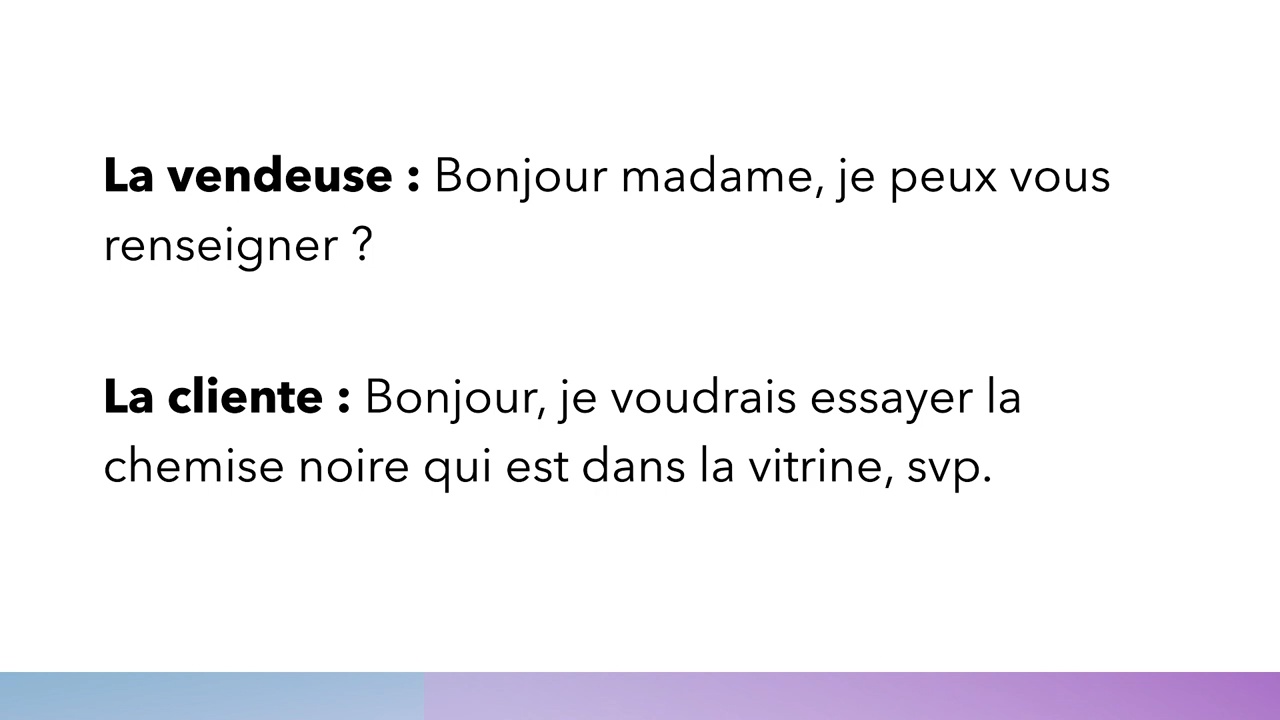 La vendeuse : Bonjour madame, je peux vous
renseigner ?
La cliente : Bonjour, je voudrais essayer la
chemise noire qui est dans la vitrine, svp.